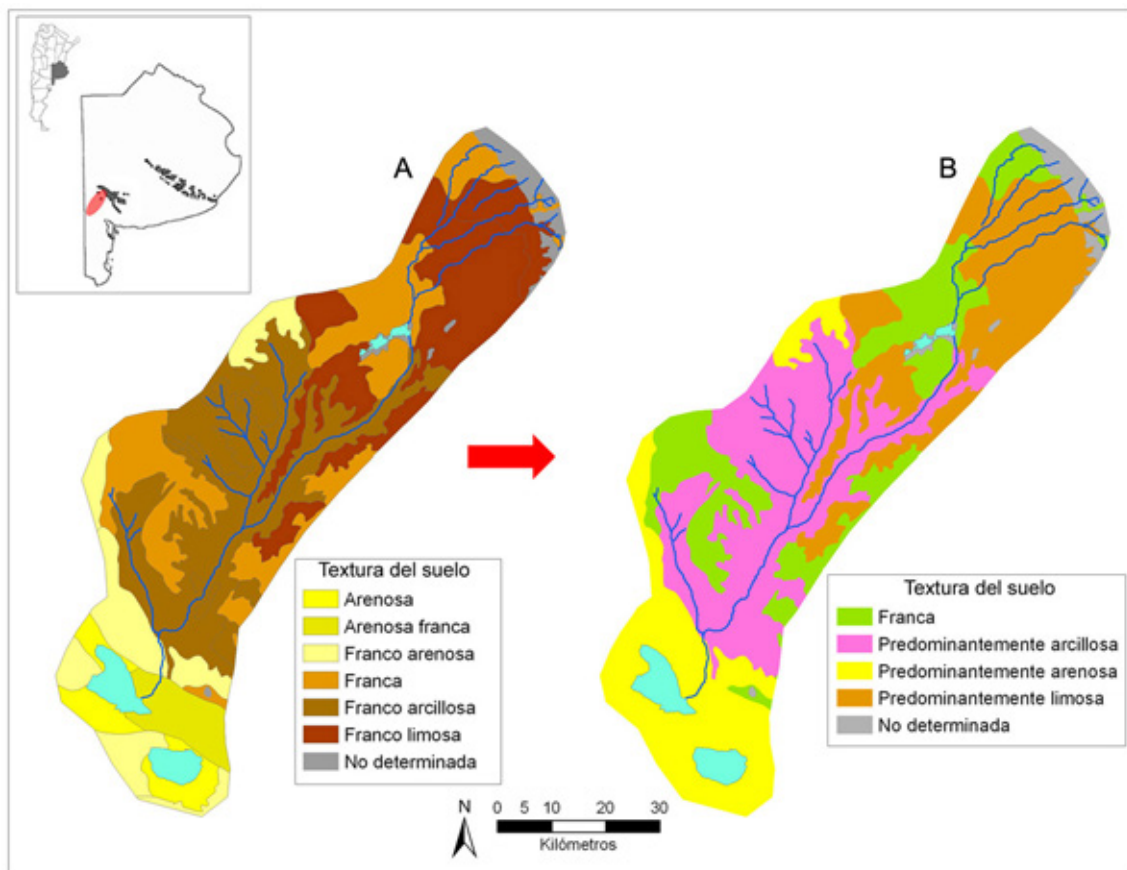 A
B
Textura del suelo
Arenosa
Arenosa franca
Franco arenosa
Franca
Franco arcillosa
Franco limosa
No determinada
Textura del suelo
Franca
Predominantemente arcillosa
Predominantemente arenosa
Predominantemente limosa
No determinada
N
0 5 10 20 30
Kilómetros